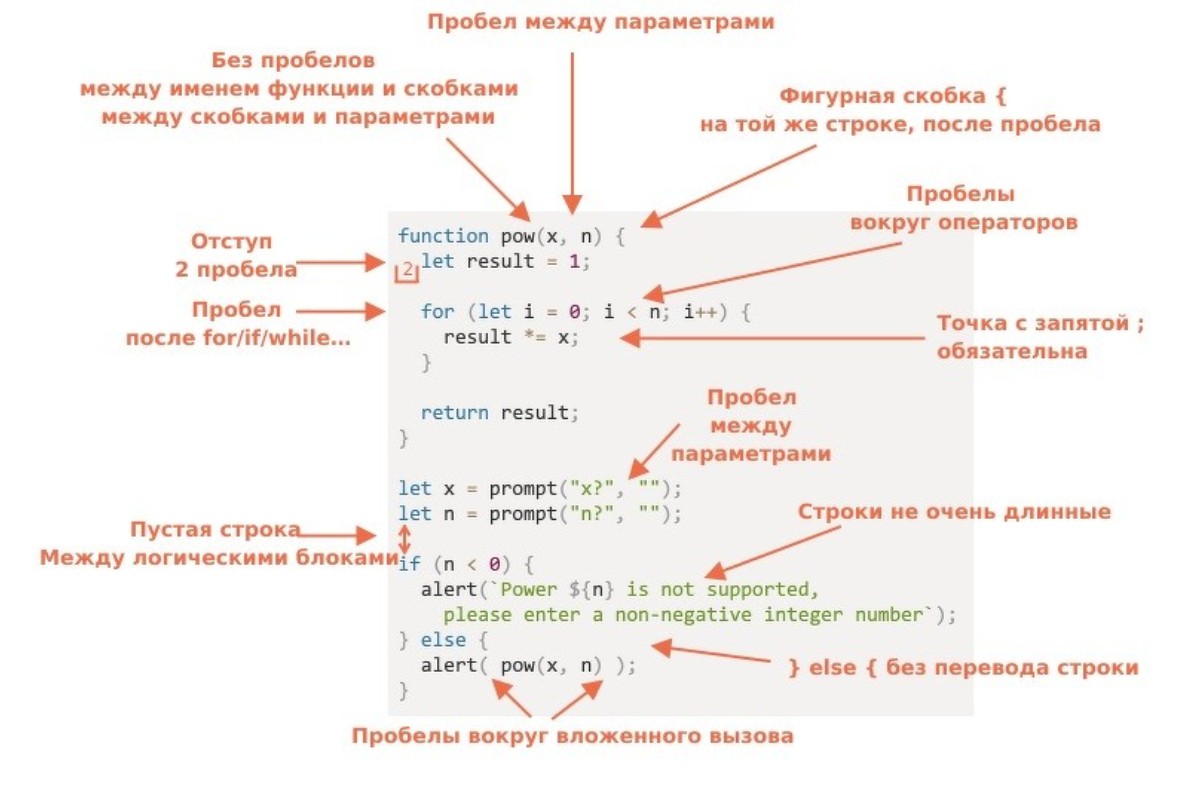 Пробел между параметрами
Без пробелов
между именем функции и скобками
между скобками и параметрами
Фигурная скобка {
на той же строке, после пробела
Пробелы
вокруг операторов
Отступ
2 пробела
Пробел
после for/if/while...
function pow(x, n) {
2
let result = 1;
for (let i = 0; i < n; i++) {
result *= x;
}
return result;
}
Точка с запятой ;
обязательна
Пробел
между
параметрами
let x = prompt("x?", "");
let n = prompt("n?", "");
Строки не очень длинные
Пустая строка
Между логическими блоками
if (n < 0) {
alert(`Power ${n} is not supported,
please enter a non-negative integer number`);
} else {
alert( pow(x, n) );
}
} else { без перевода строки
Пробелы вокруг вложенного вызова